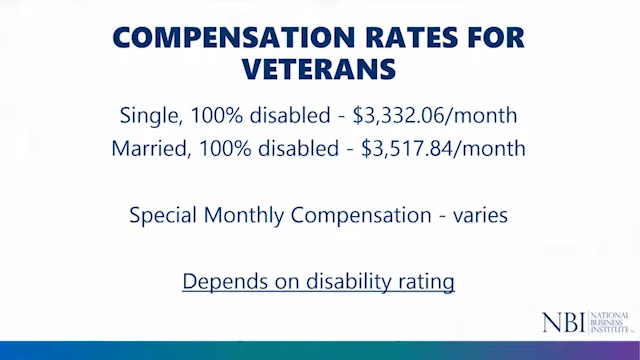 COMPENSATION RATES FOR
VETERANS
Single, 100% disabled - $3,332.06/month
Married, 100% disabled - $3,517.84/month
Special Monthly Compensation - varies
Depends on disability rating
NBI
NATIONAL
BUSINESS
INSTITUTE